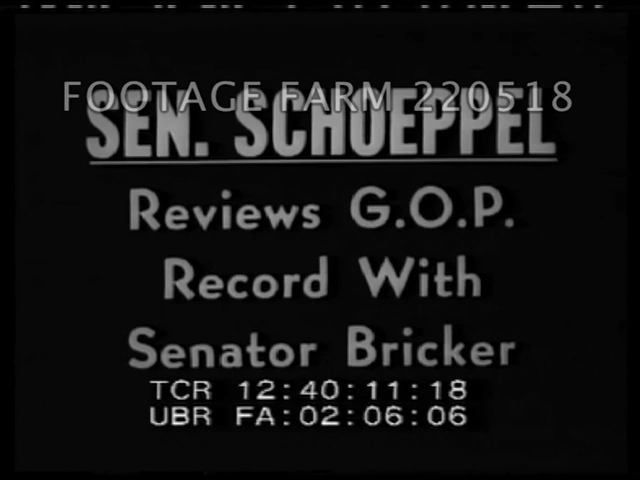 FOOTAGE FARM 220518
SEN. SCHOEPPEL
Reviews G.O.P.
Record With
Senator Bricker
TCR 12:40:11:18
UBR FA:02:06:06